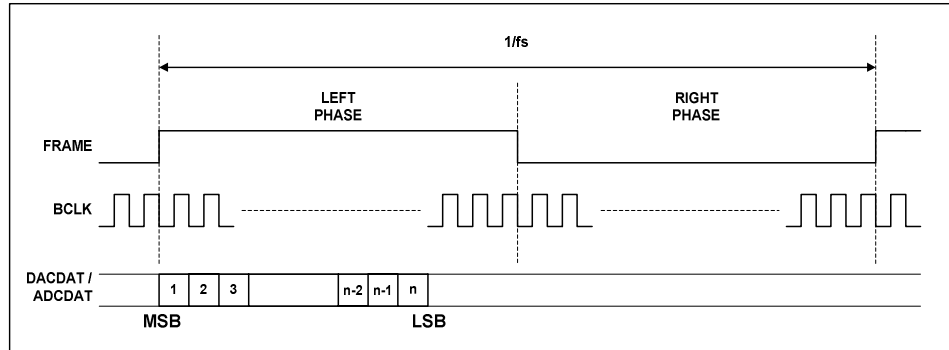 1/fs
LEFT
PHASE
RIGHT
PHASE
FRAME
BCLK
DACDAT /
ADCDAT
1 2 3 n-2 n-1 n
MSB LSB